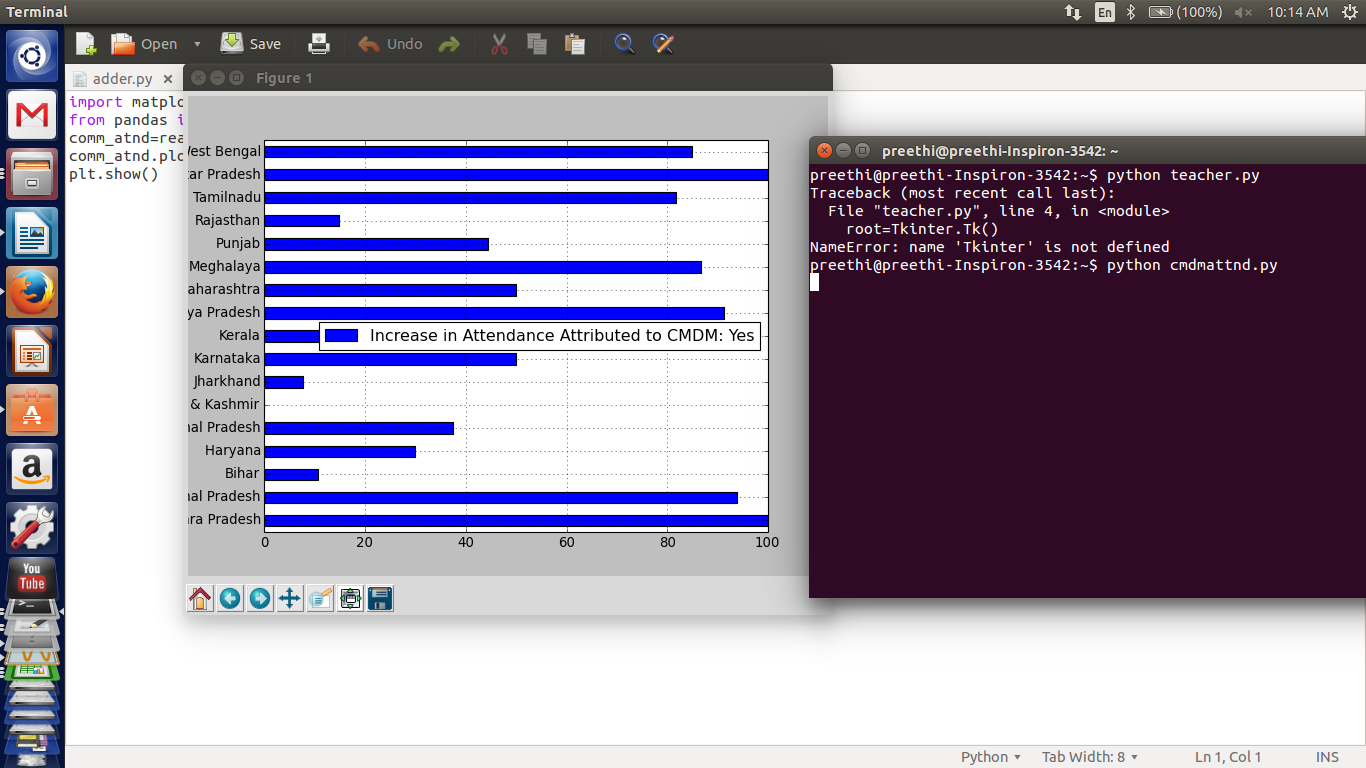 Terminal
En
(100%)
10:14 AM
Open
Save
Undo
adder.py
Figure 1
import matplo
from pandas i
comm_atnd=rea
comm_atnd.plo
plt.show()
West Bengal
tar Pradesh
Tamilnadu
Rajasthan
Punjab
Meghalaya
aharashtra
ya Pradesh
Kerala
Increase in Attendance Attributed to CMDM: Yes
Karnataka
Jharkhand
& Kashmir
nal Pradesh
Haryana
Bihar
nal Pradesh
ra Pradesh
0 20 40 60 80 100
preethi@preethi-Inspiron-3542: ~
preethi@preethi-Inspiron-3542:~$ python teacher.py
Traceback (most recent call last):
File "teacher.py", line 4, in <module>
root=Tkinter.Tk()
NameError: name 'Tkinter' is not defined
preethi@preethi-Inspiron-3542:~$ python cmdmattnd.py
You
Tube
Python
Tab Width: 8
Ln 1, Col 1
INS